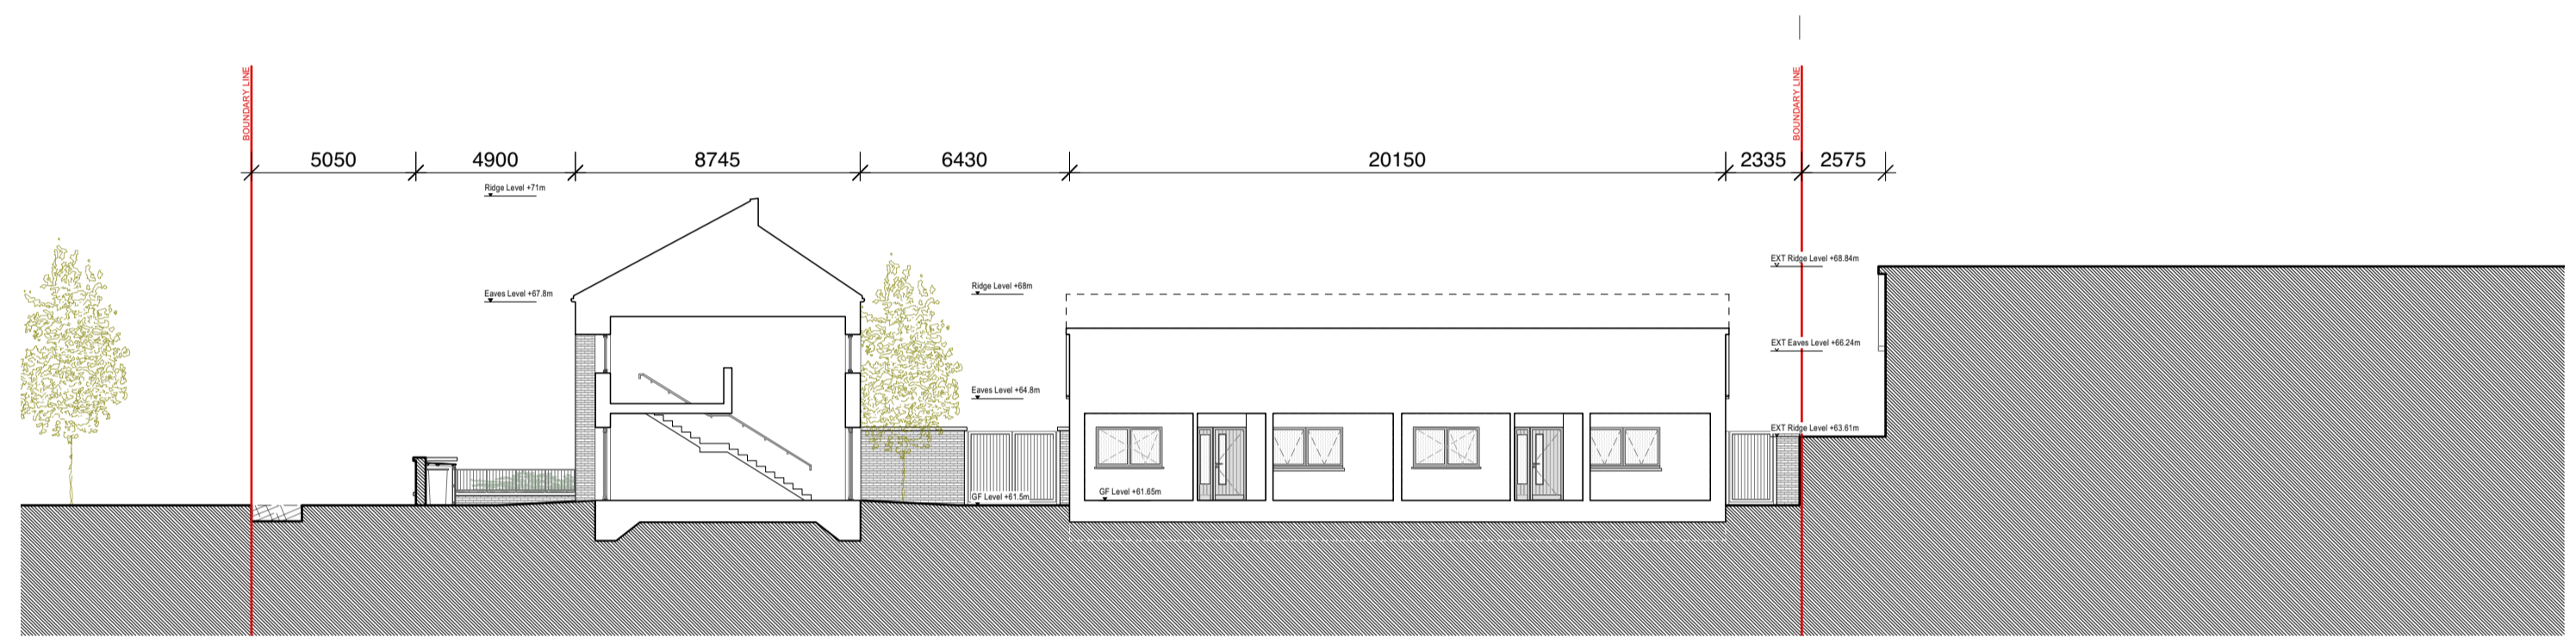 BOUNDARY LINE
BOUNDARY LINE
5050
4900
8745
6430
20150
2335
2575
Ridge Level +71m
Eaves Level +67.8m
Ridge Level +68m
Eaves Level +64.8m
GF Level +61.5m
GF Level +61.65m
EXT Ridge Level +68.84m
EXT Eaves Level +66.24m
EXT Ridge Level +63.61m